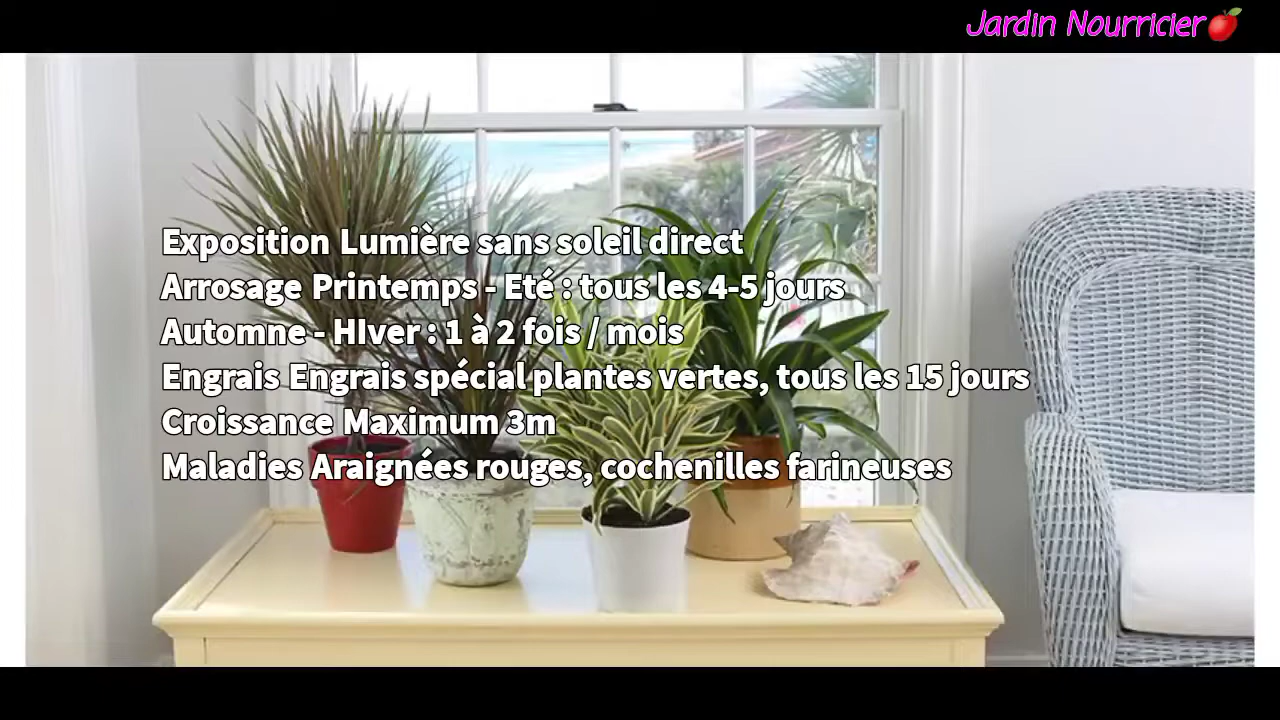 Jardin Nourricier
Exposition Lumière sans soleil direct
Arrosage Printemps - Eté : tous les 4-5 jours
Automne - HIver : 1 à 2 fois / mois
Engrais Engrais spécial plantes vertes, tous les 15 jours
Croissance Maximum 3m
Maladies Araignées rouges, cochenilles farineuses